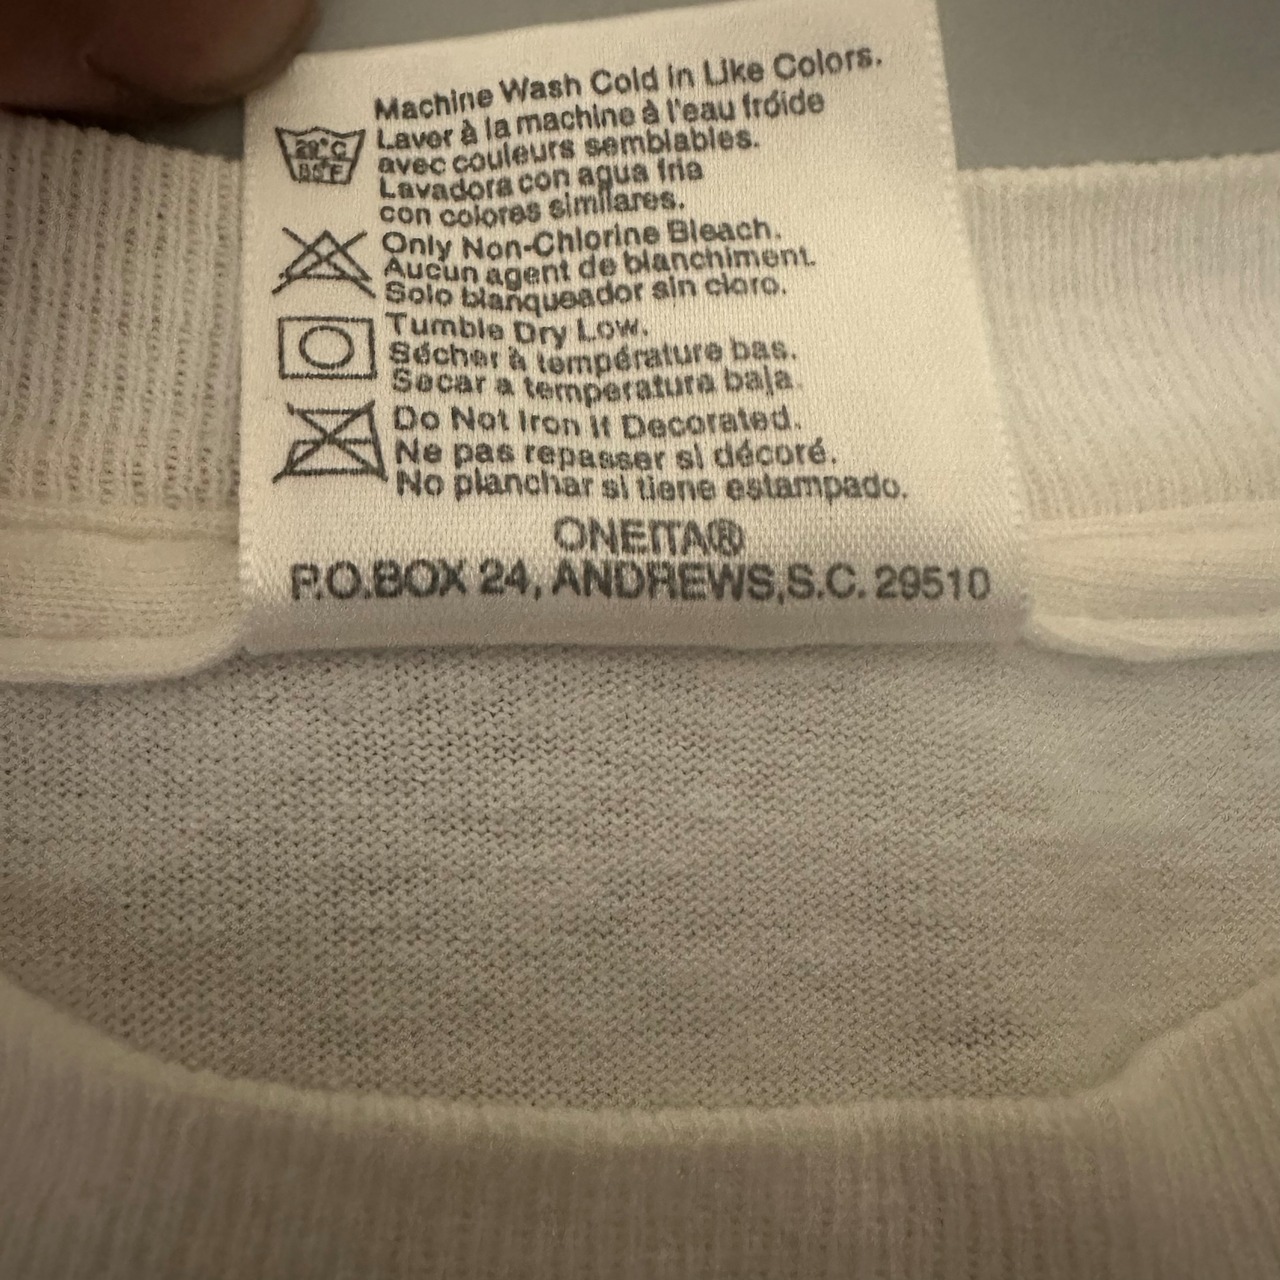 Machine Wash Cold in Like Colors.
29°C
85°F
Laver à la machine à l'eau fróide
avec couleurs semblables.
Lavadora con agua fria
con colores similares.
Only Non-Chlorine Bleach.
Aucun agent de blanchiment.
Solo blanqueador sin cloro.
Tumble Dry Low.
Sécher à température bas.
Secar a temperatura baja.
Do Not Iron if Decorated.
Ne pas repasser si décoré.
No planchar si tiene estampado.
ONEITA®
P.O.BOX 24, ANDREWS,S.C. 29510